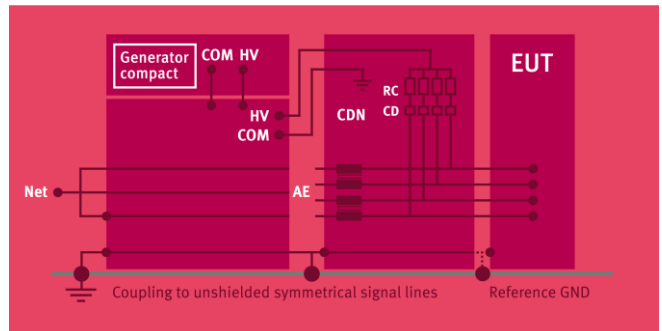 Generator
compact
COM HV
EUT
RC
CD
HV
COM
CDN
Net
AE
Coupling to unshielded symmetrical signal lines
Reference GND